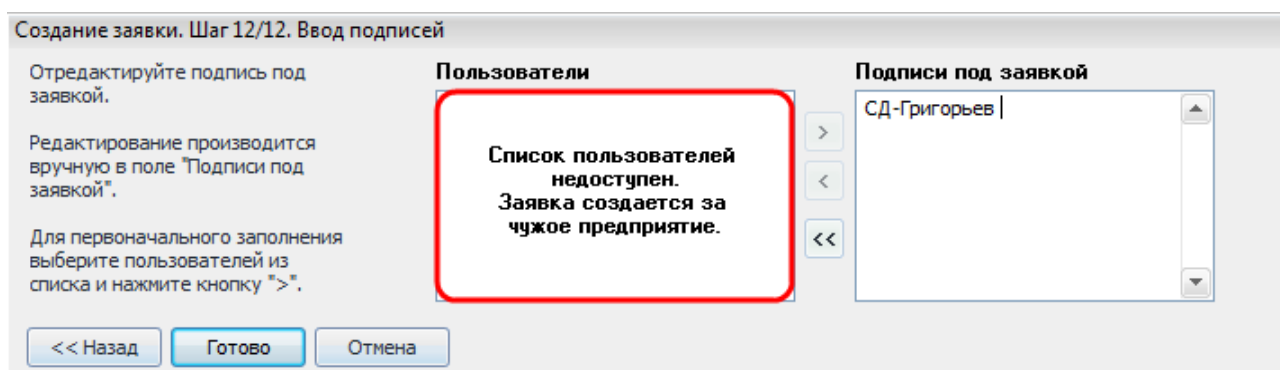 Создание заявки. Шаг 12/12. Ввод подписей
Отредактируйте подпись под
заявкой.
Редактирование производится
вручную в поле "Подписи под
заявкой".
Для первоначального заполнения
выберите пользователей из
списка и нажмите кнопку ">".
Пользователи
Список пользователей
недоступен.
Заявка создается за
чужое предприятие.
>
<
<<
Подписи под заявкой
СД-Григорьев
<< Назад
Готово
Отмена